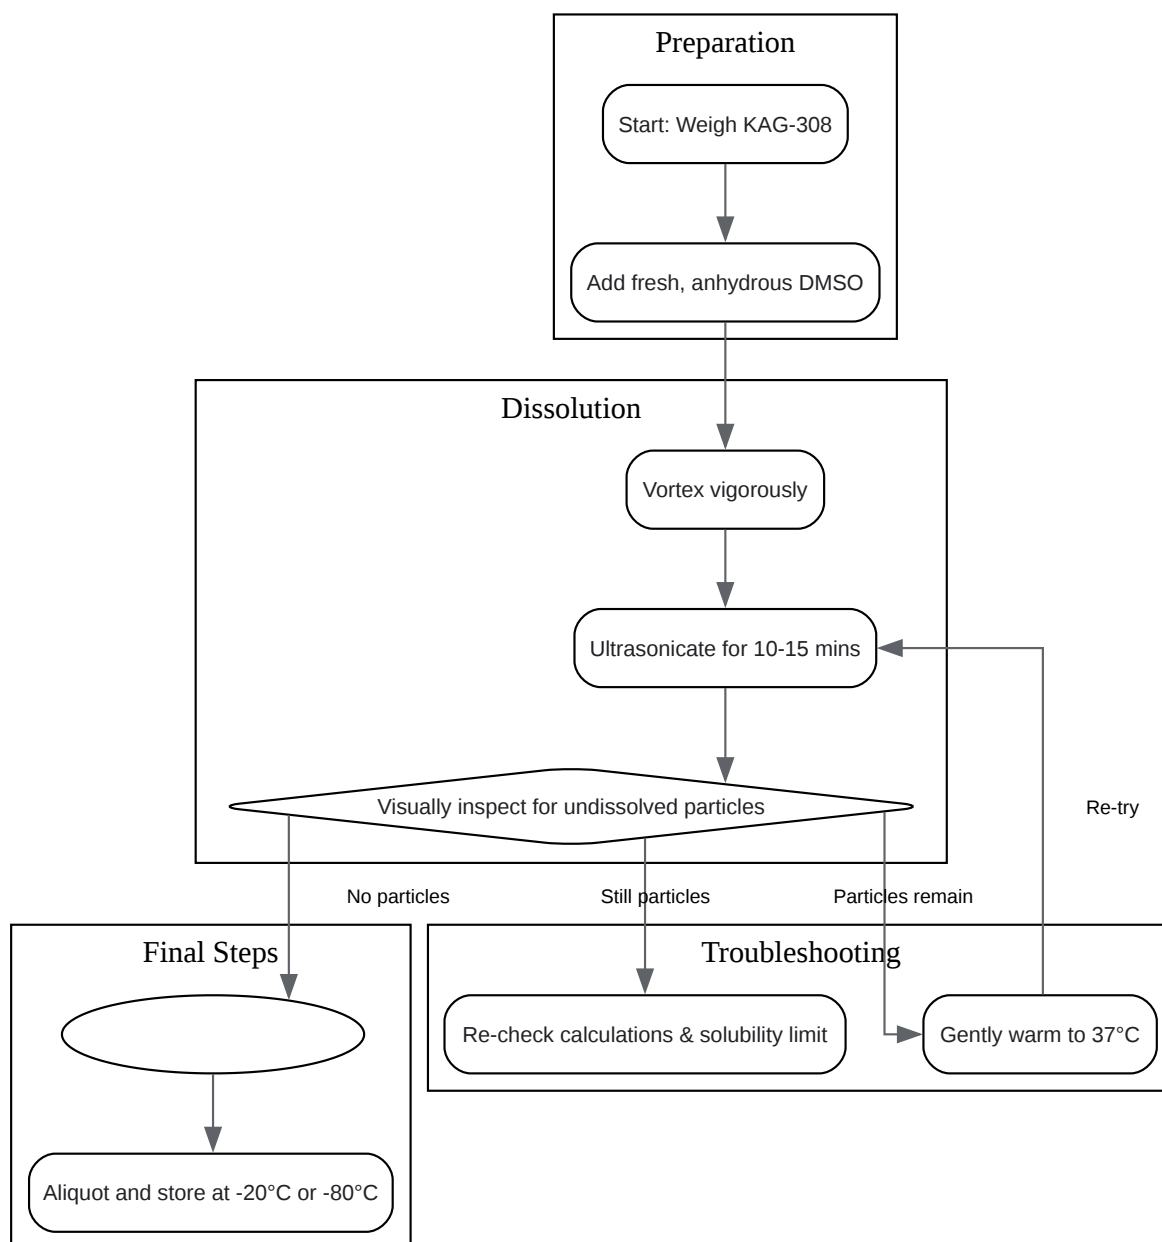 Preparation
Start: Weigh KAG-308
Add fresh, anhydrous DMSO
Dissolution
Vortex vigorously
Ultrasonicate for 10-15 mins
Visually inspect for undissolved particles
Re-try
No particles
Still particles
Particles remain
Final Steps
Troubleshooting
Re-check calculations & solubility limit
Gently warm to 37°C
Aliquot and store at -20°C or -80°C